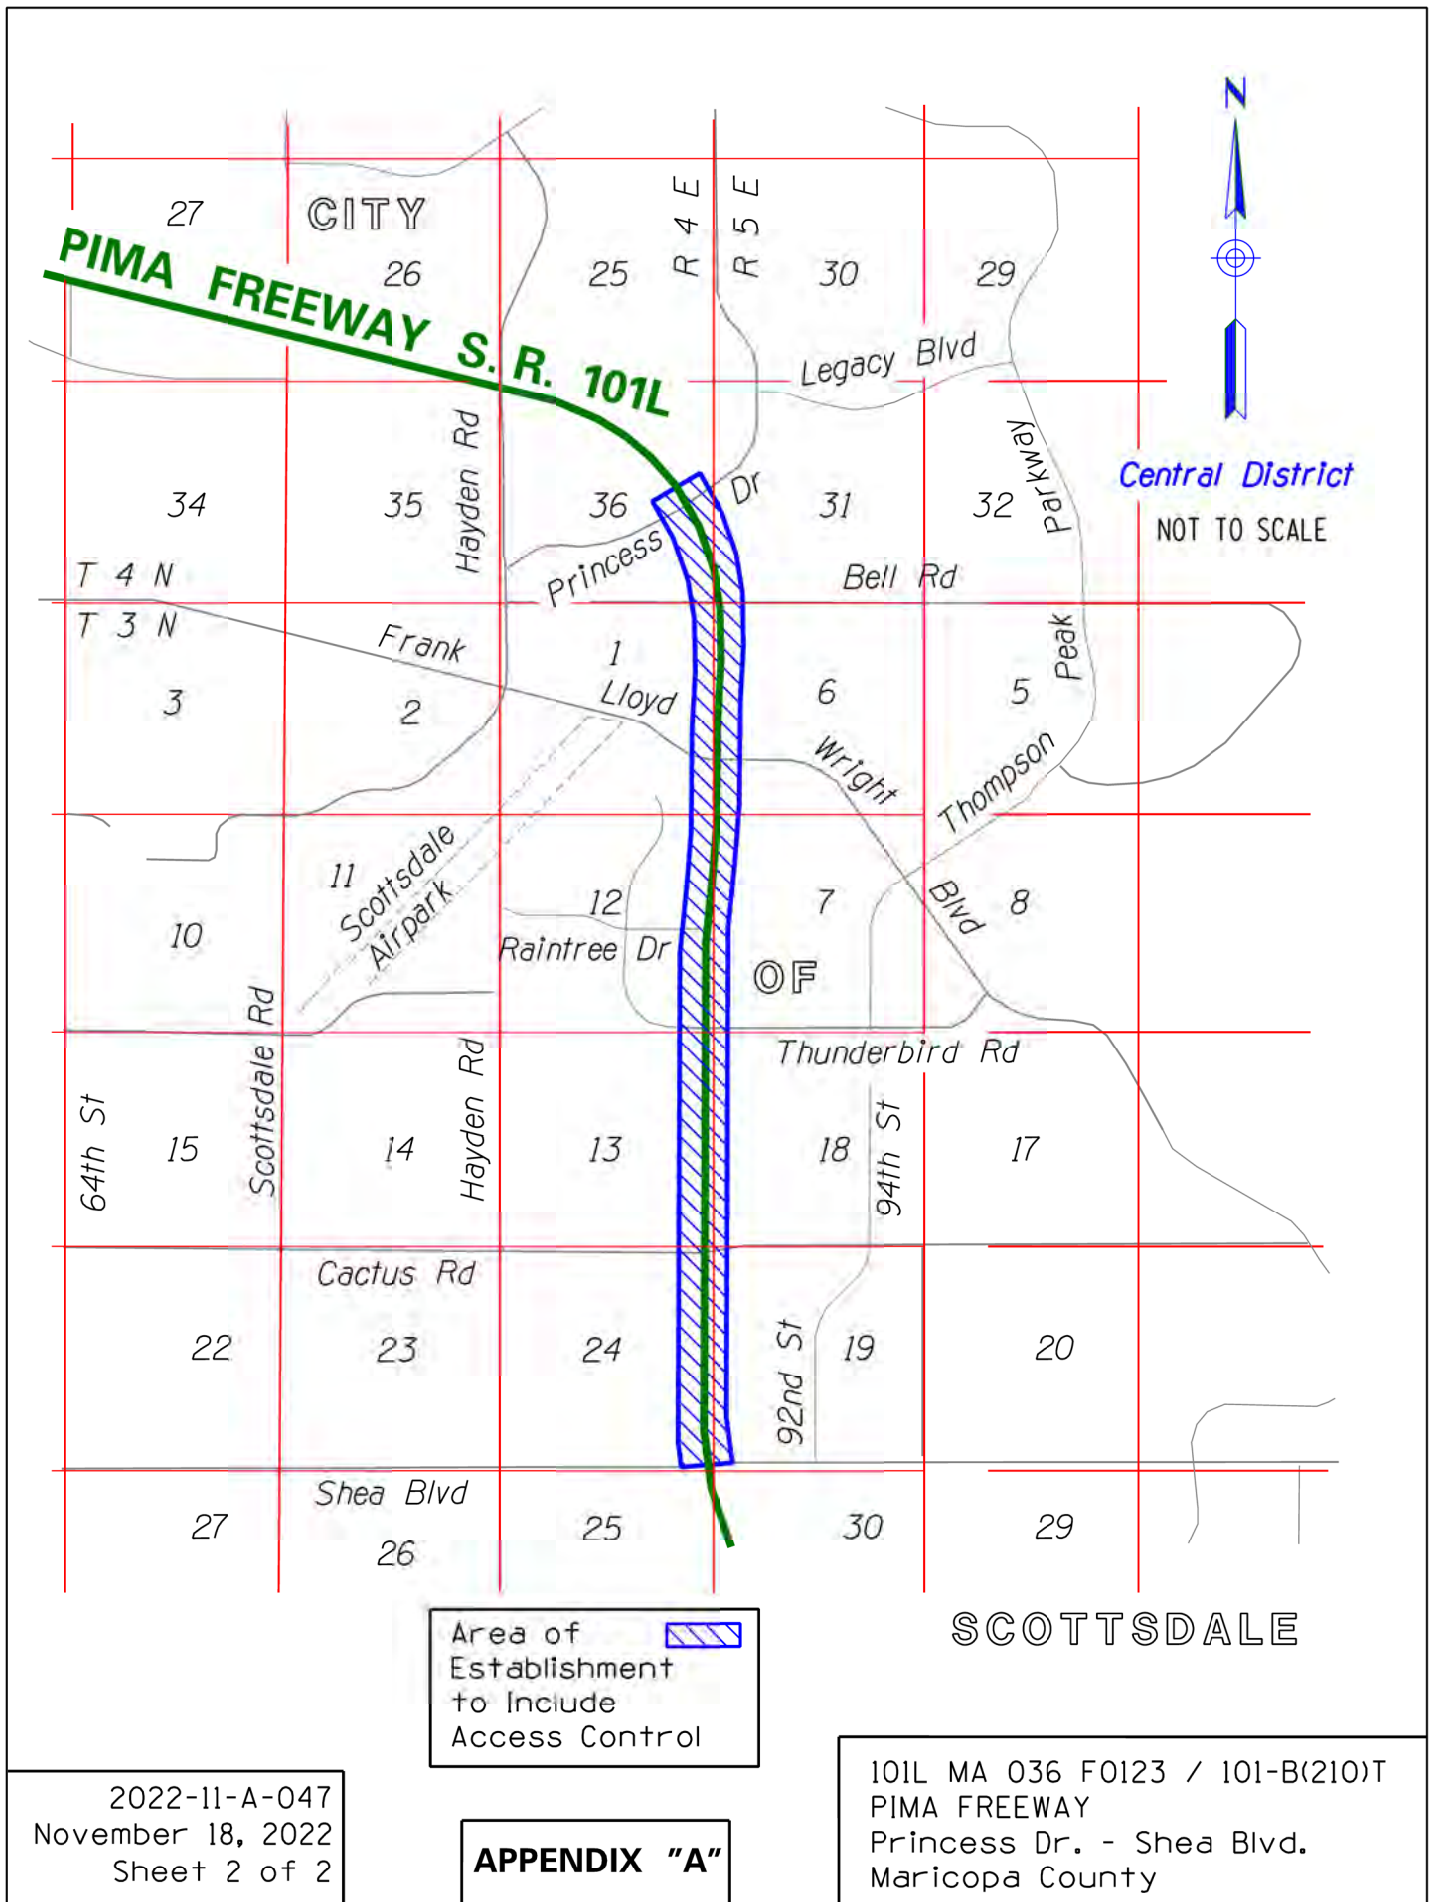 N
CITY
27
26
25
R 4 E
R 5 E
30
29
PIMA FREEWAY S. R. 101L
Legacy Blvd
Hayden Rd
Parkway
Central District
NOT TO SCALE
34
35
36
Dr
31
32
Princess
T 4 N
Bell Rd
T 3 N
Frank
1
Lloyd
Peak
3
2
6
5
Wright
Thompson
Scottsdale
Airpark
11
10
12
7
Blvd
8
Raintree Dr
OF
Scottsdale Rd
Hayden Rd
Thunderbird Rd
64th St
15
14
13
18
94th St
17
Cactus Rd
22
23
24
92nd St
19
20
Shea Blvd
27
26
25
30
29
SCOTTSDALE
Area of
Establishment
to Include
Access Control
2022-11-A-047
November 18, 2022
Sheet 2 of 2
APPENDIX "A"
101L MA 036 F0123 / 101-B(210)T
PIMA FREEWAY
Princess Dr. - Shea Blvd.
Maricopa County